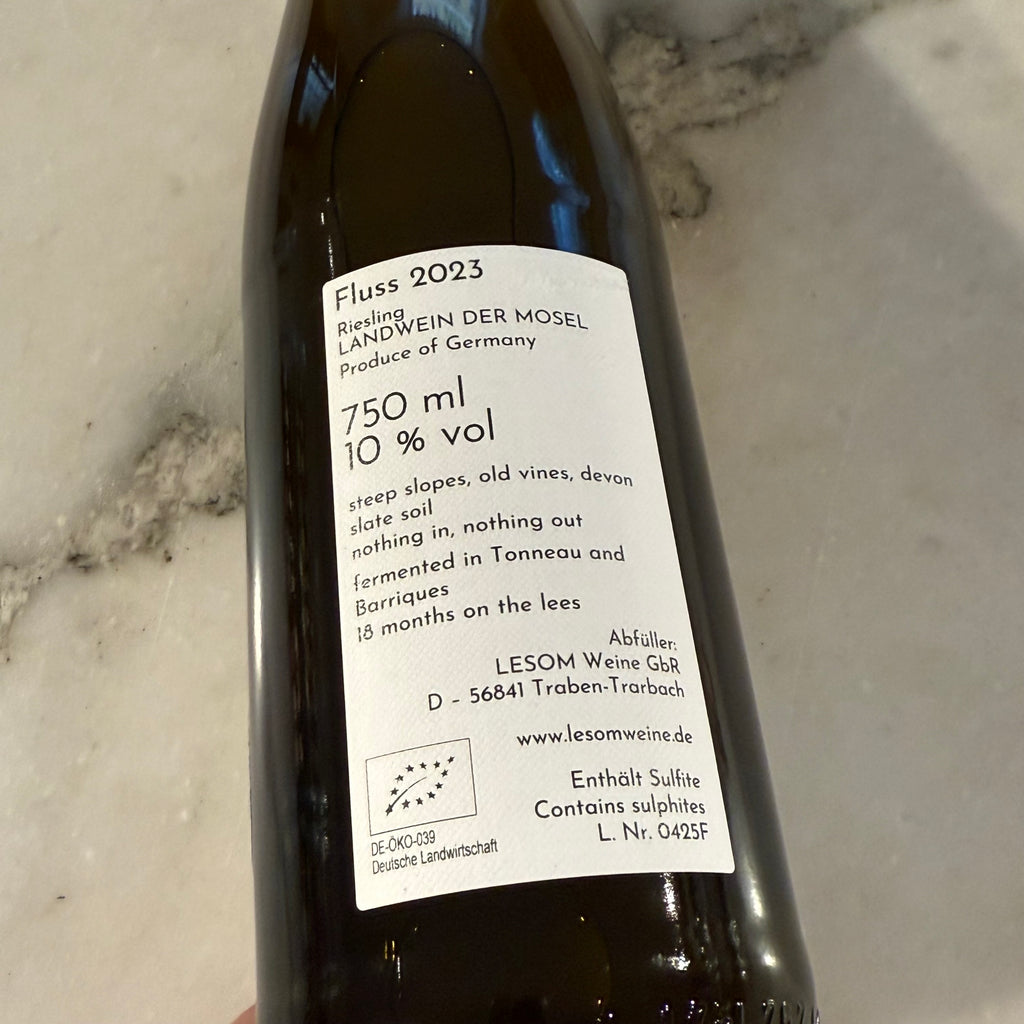 Fluss 2023
Riesling
LANDWEIN DER MOSEL
Produce of Germany
750 ml
10 % vol
steep slopes, old vines, devon
slate soil
nothing in, nothing out
fermented in Tonneau and
Barriques
18 months on the lees
Abfüller:
LESOM Weine GbR
D - 56841 Traben-Trarbach
www.lesomweine.de
Enthält Sulfite
Contains sulphites
L. Nr. 0425F
DE-ÖKO-039
Deutsche Landwirtschaft